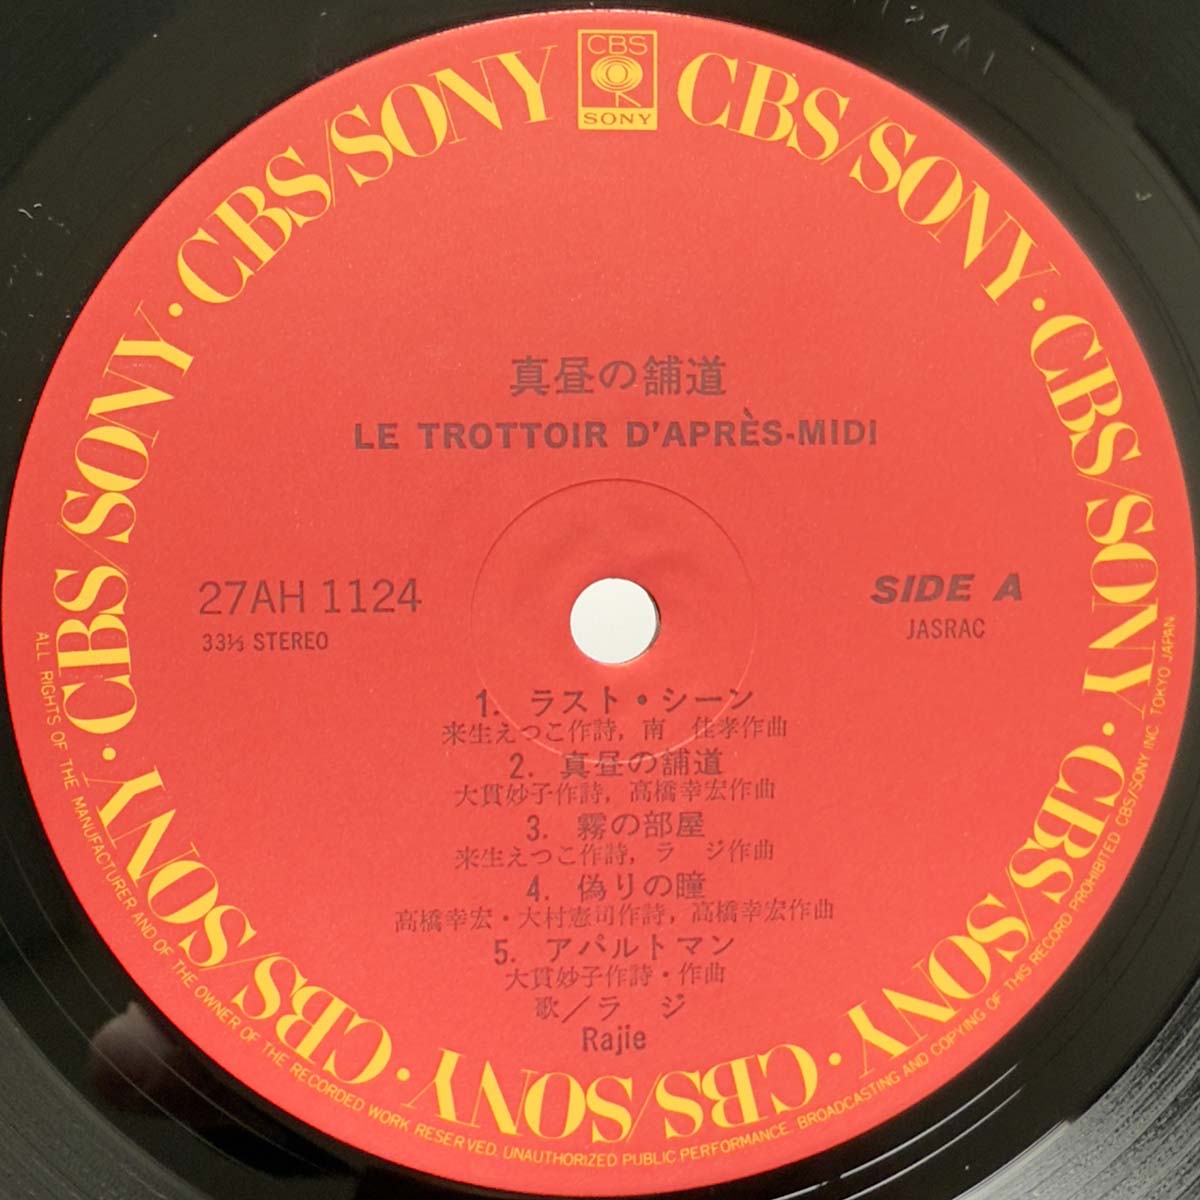 CBS
SONY
CBS/SONY · CBS/SONY · CBS/SONY · CBS/SONY · CBS/SONY · CBS/SONY · CBS/SONY · CBS/SONY · CBS/SONY
真昼の舗道
LE TROTTOIR D'APRÈS-MIDI
27AH 1124
33⅓ STEREO
SIDE A
JASRAC
1. ラスト・シーン
来生えつこ作詩, 南 佳孝作曲
2. 真昼の舗道
大貫妙子作詩, 高橋幸宏作曲
3. 霧の部屋
来生えつこ作詩, ラ ジ作曲
4. 偽りの瞳
高橋幸宏・大村憲司作詩, 高橋幸宏作曲
5. アパルトマン
大貫妙子作詩・作曲
歌／ラ ジ
Rajie
ALL RIGHTS OF THE MANUFACTURER AND OF THE OWNER OF THE RECORDED WORK RESERVED. UNAUTHORIZED PUBLIC PERFORMANCE. BROADCASTING AND COPYING OF THIS RECORD PROHIBITED CBS/SONY INC. TOKYO JAPAN